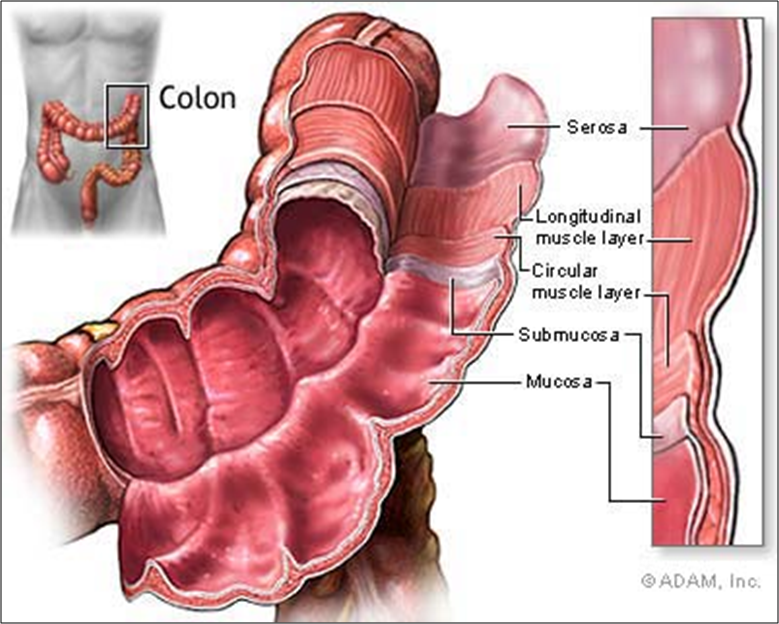 Colon
Serosa
Longitudinal
muscle layer
Circular
muscle layer
Submucosa
Mucosa
©ADAM, Inc.